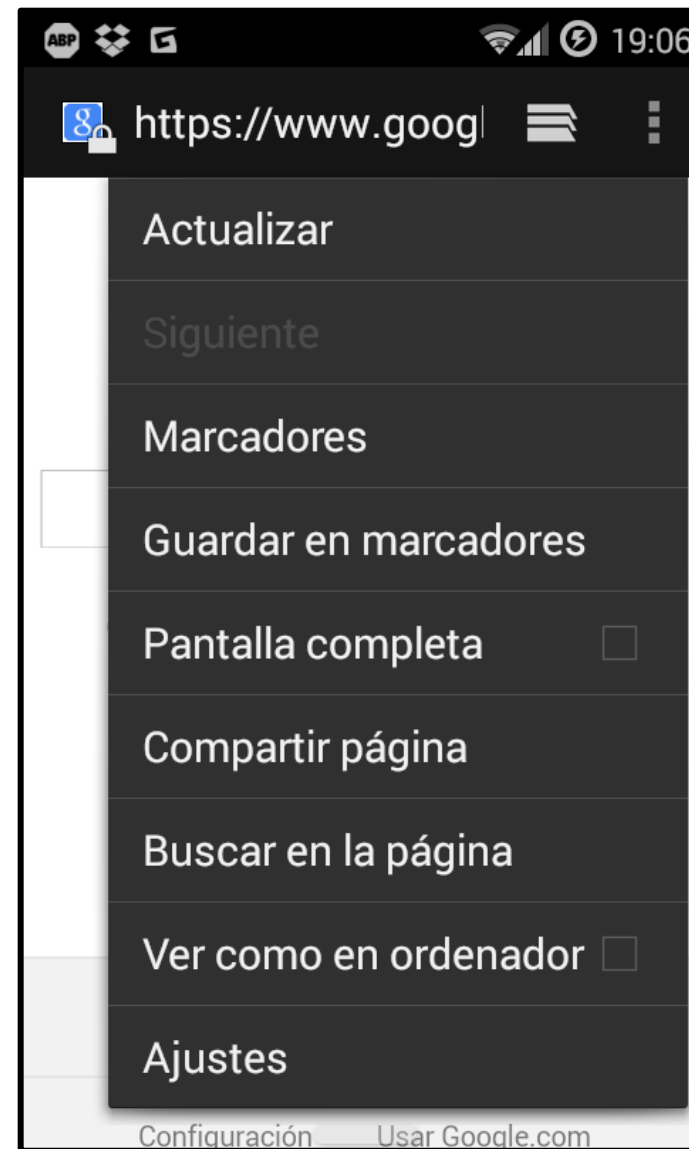 ABP 19:06
g https://www.googl
Actualizar
Siguiente
Marcadores
Guardar en marcadores
Pantalla completa
Compartir página
Buscar en la página
Ver como en ordenador
Ajustes
Configuración Usar Google.com